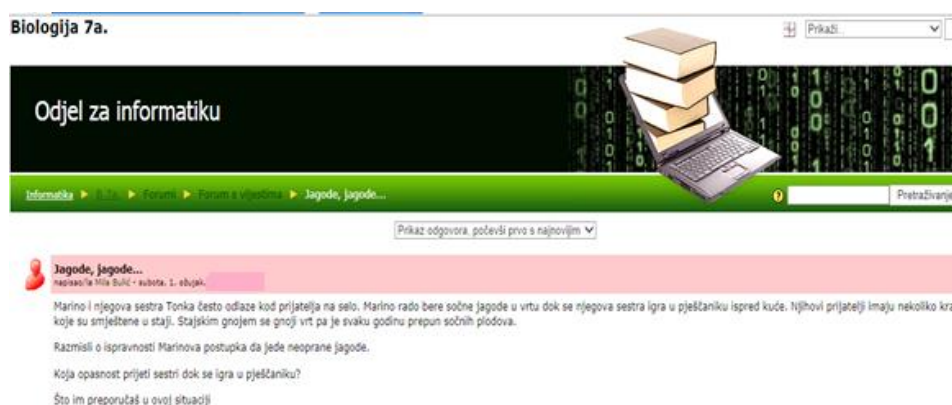 Biologija 7a.
Prikaži...
Odjel za informatiku
Informatika ► B 7a. ► Forumi ► Forum s vijestima ► Jagode, jagode...
Pretraživanje
Prikaz odgovora, počevši prvo s najnovijim
Jagode, jagode...
napisao/la Mila Bulić - subota, 1. ožujak,
Marino i njegova sestra Tonka često odlaze kod prijatelja na selo. Marino rado bere sočne jagode u vrtu dok se njegova sestra igra u pješčaniku ispred kuće. Njihovi prijatelji imaju nekoliko
koje su smještene u staji. Stajskim gnojem se gnoji vrt pa je svaku godinu prepun sočnih plodova.
Razmisli o ispravnosti Marinova postupka da jede neoprane jagode.
Koja opasnost prijeti sestri dok se igra u pješčaniku?
Što im preporučaš u ovoj situaciji